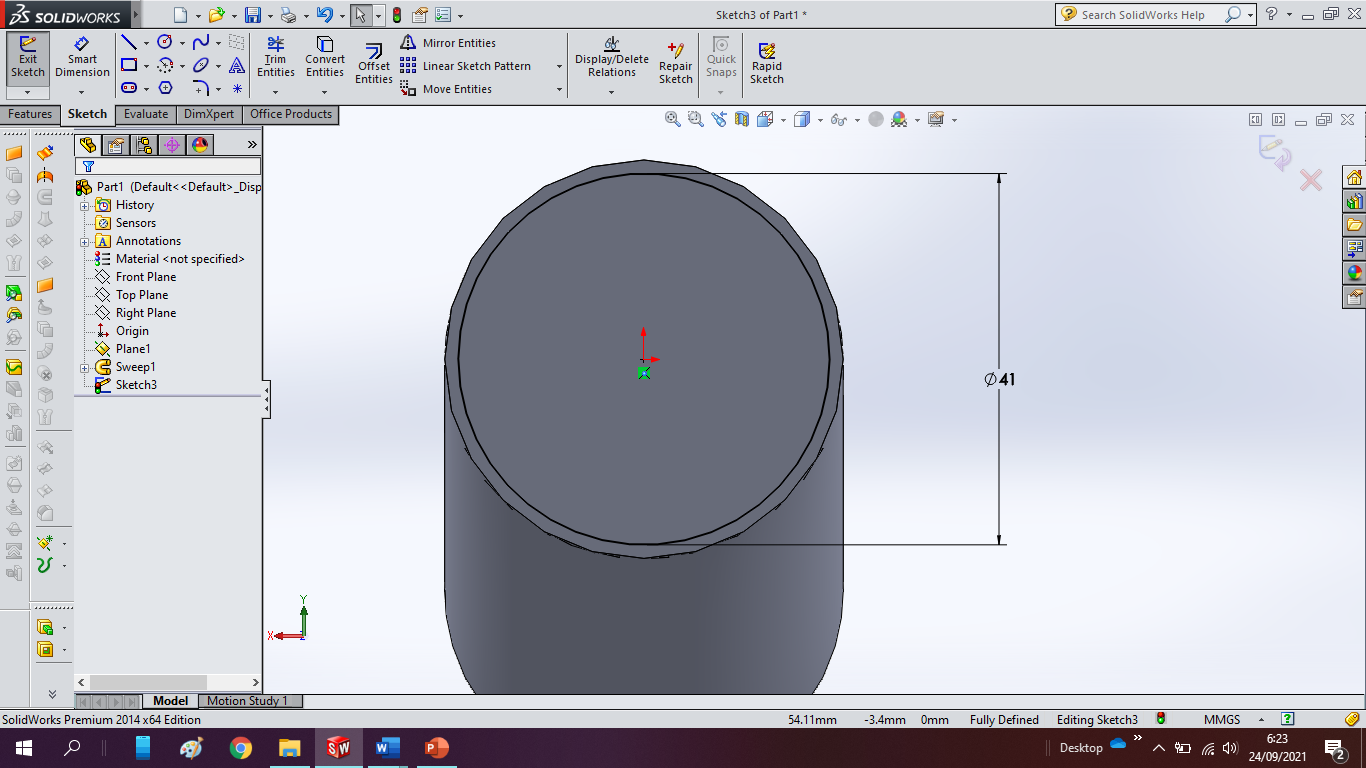 SOLIDWORKS
Sketch3 of Part1 *
Search SolidWorks Help
Exit Sketch
Smart Dimension
Trim Entities
Convert Entities
Offset Entities
Mirror Entities
Linear Sketch Pattern
Move Entities
Display/Delete Relations
Repair Sketch
Quick Snaps
Rapid Sketch
Features Sketch Evaluate DimXpert Office Products
Part1 (Default<<Default>_Disp
History
Sensors
Annotations
Material <not specified>
Front Plane
Top Plane
Right Plane
Origin
Plane1
Sweep1
Sketch3
∅41
Y
X
Model Motion Study 1
SolidWorks Premium 2014 x64 Edition 54.11mm -3.4mm 0mm Fully Defined Editing Sketch3 MMGS
Desktop
6:23
24/09/2021
2